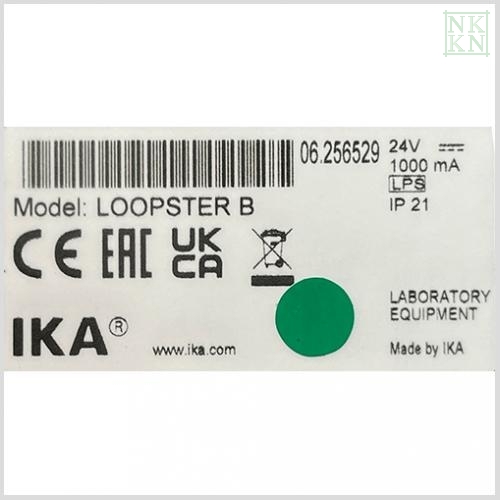 NK
KN
06.256529
24V
1000 mA
LPS
IP 21
Model: LOOPSTER B
CE EAC UK
CA
LABORATORY
EQUIPMENT
IKA®
www.ika.com
Made by IKA